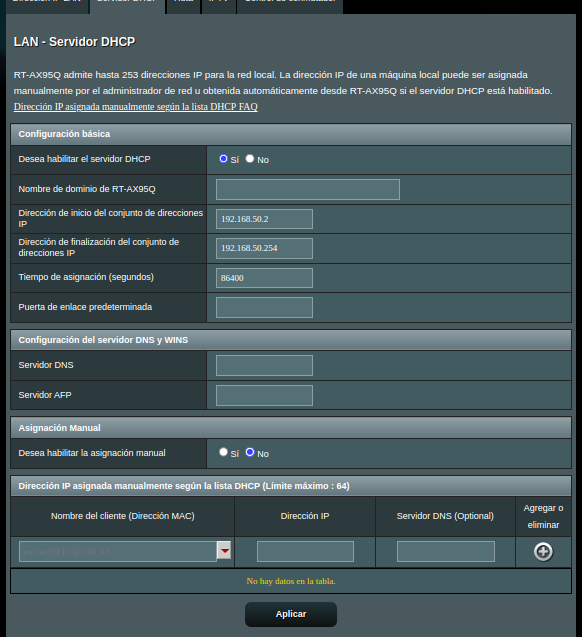 LAN - Servidor DHCP
RT-AX95Q admite hasta 253 direcciones IP para la red local. La dirección IP de una máquina local puede ser asignada
manualmente por el administrador de red u obtenida automáticamente desde RT-AX95Q si el servidor DHCP está habilitado.
Dirección IP asignada manualmente según la lista DHCP FAQ
Configuración básica
Desea habilitar el servidor DHCP Sí No
Nombre de dominio de RT-AX95Q
Dirección de inicio del conjunto de direcciones
IP
192.168.50.2
Dirección de finalización del conjunto de
direcciones IP
192.168.50.254
Tiempo de asignación (segundos) 86400
Puerta de enlace predeterminada
Configuración del servidor DNS y WINS
Servidor DNS
Servidor AFP
Asignación Manual
Desea habilitar la asignación manual Sí No
Dirección IP asignada manualmente según la lista DHCP (Límite máximo : 64)
Nombre del cliente (Dirección MAC) Dirección IP Servidor DNS (Optional) Agregar o
eliminar
No hay datos en la tabla.
Aplicar